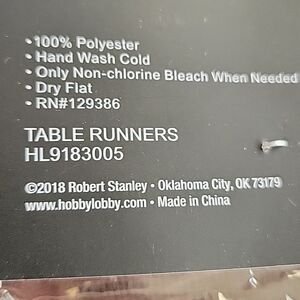 • 100% Polyester
• Hand Wash Cold
• Only Non-chlorine Bleach When Needed
• Dry Flat
• RN#129386
TABLE RUNNERS
HL9183005
©2018 Robert Stanley • Oklahoma City, OK 73179
www.hobbylobby.com • Made in China